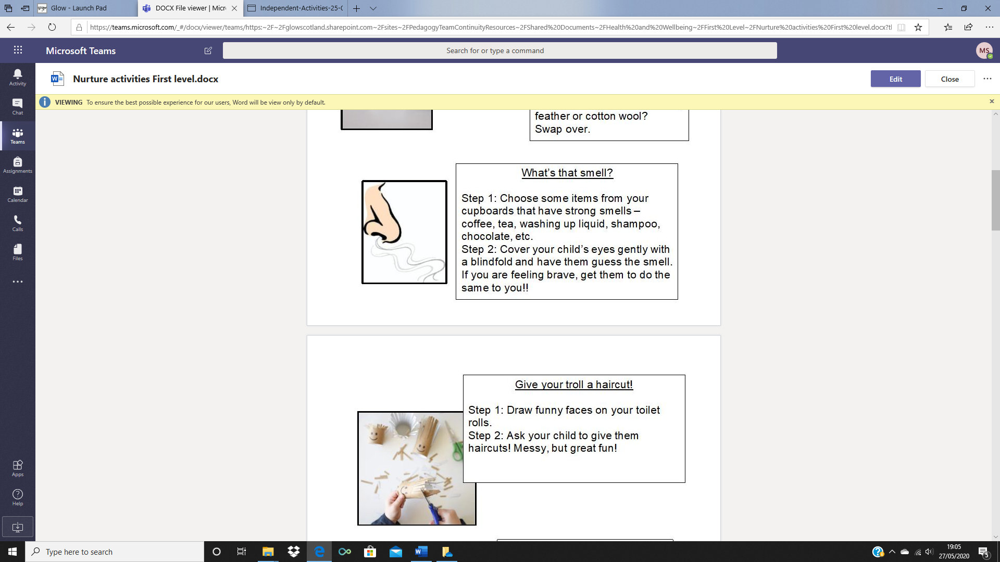 Glow - Launch Pad
DOCX File viewer | Micr
Independent-Activities-25-0
https://teams.microsoft.com/_#/docx/viewer/teams/https:~2F~2Fglowscotland.sharepoint.com~2Fsites~2FPedagogyTeamContinuityResources~2FShared%20Documents~2FHealth%20and%20Wellbeing~2FFirst%20Level~2FNurture%20activities%20First%20level.docx?tl
Microsoft Teams
Search for or type a command
MS
Activity
Chat
Teams
Assignments
Calendar
Calls
Files
Apps
Help
Nurture activities First level.docx
Edit
Close
VIEWING To ensure the best possible experience for our users, Word will be view only by default.
feather or cotton wool?
Swap over.
What's that smell?
Step 1: Choose some items from your
cupboards that have strong smells –
coffee, tea, washing up liquid, shampoo,
chocolate, etc.
Step 2: Cover your child's eyes gently with
a blindfold and have them guess the smell.
If you are feeling brave, get them to do the
same to you!!
Give your troll a haircut!
Step 1: Draw funny faces on your toilet
rolls.
Step 2: Ask your child to give them
haircuts! Messy, but great fun!
Type here to search
19:05
27/05/2020
5